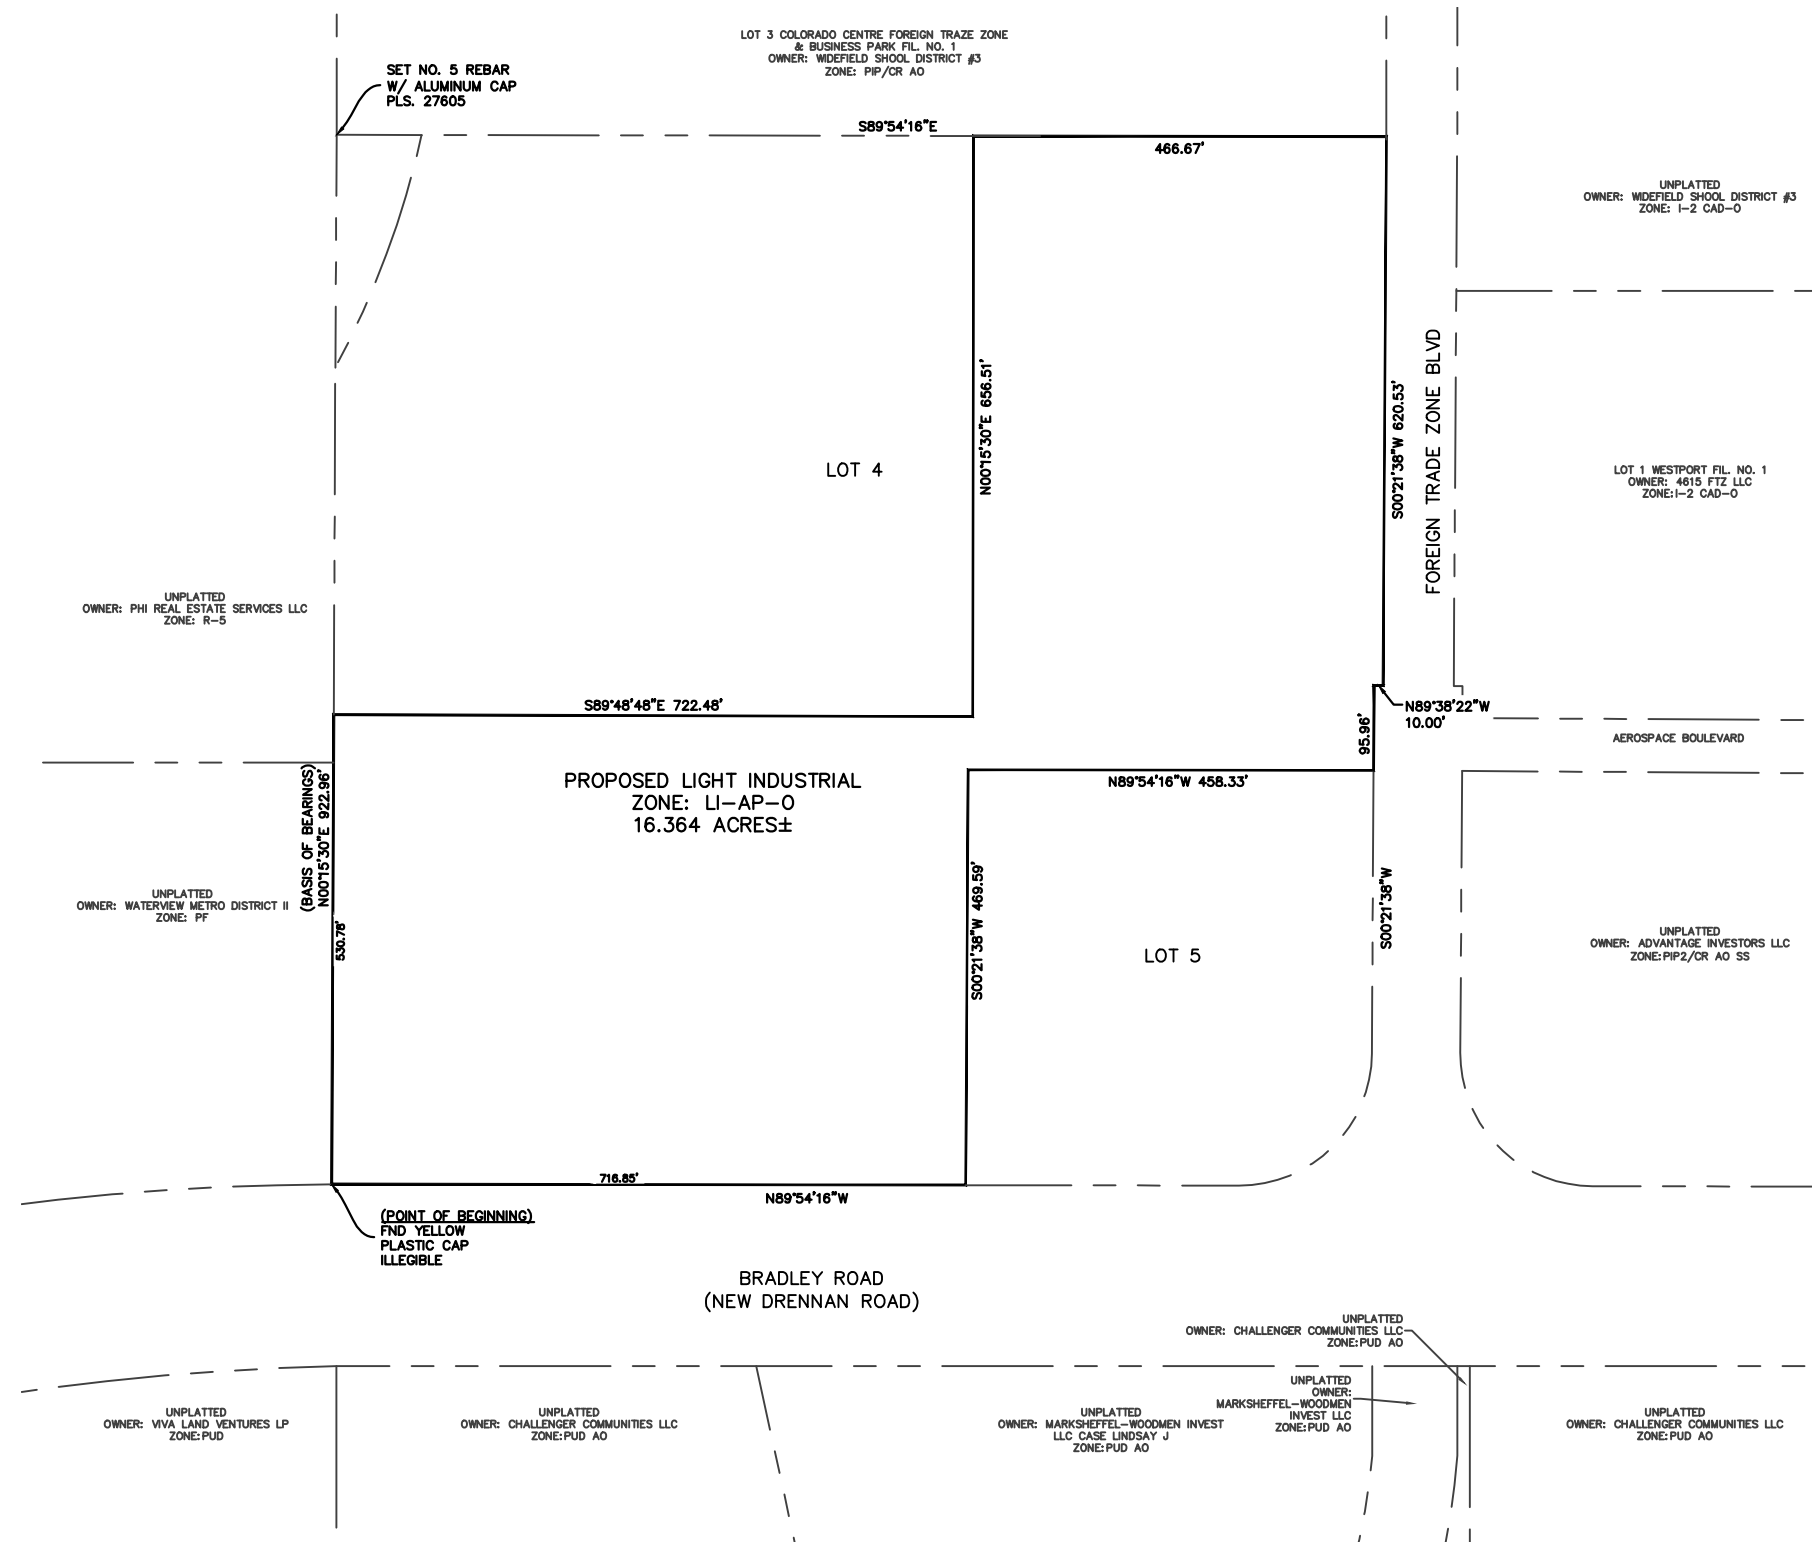 LOT 3 COLORADO CENTRE FOREIGN TRAZE ZONE
& BUSINESS PARK FIL. NO. 1
OWNER: WIDEFIELD SHOOL DISTRICT #3
ZONE: PIP/CR AO
SET NO. 5 REBAR
W/ ALUMINUM CAP
PLS. 27605
S89°54'16"E
466.67'
UNPLATTED
OWNER: WIDEFIELD SHOOL DISTRICT #3
ZONE: I-2 CAD-O
N00°15'30"E 656.51'
S00°21'38"W 620.53'
FOREIGN TRADE ZONE BLVD
LOT 4
LOT 1 WESTPORT FIL. NO. 1
OWNER: 4615 FTZ LLC
ZONE:I-2 CAD-O
UNPLATTED
OWNER: PHI REAL ESTATE SERVICES LLC
ZONE: R-5
S89°48'48"E 722.48'
N89°38'22"W
10.00'
95.96'
AEROSPACE BOULEVARD
PROPOSED LIGHT INDUSTRIAL
ZONE: LI-AP-O
16.364 ACRES±
N89°54'16"W 458.33'
(BASIS OF BEARINGS)
N00°15'30"E 922.96'
530.78'
UNPLATTED
OWNER: WATERVIEW METRO DISTRICT II
ZONE: PF
S00°21'38"W 469.59'
S00°21'38"W
LOT 5
UNPLATTED
OWNER: ADVANTAGE INVESTORS LLC
ZONE:PIP2/CR AO SS
716.85'
N89°54'16"W
(POINT OF BEGINNING)
FND YELLOW
PLASTIC CAP
ILLEGIBLE
BRADLEY ROAD
(NEW DRENNAN ROAD)
UNPLATTED
OWNER: CHALLENGER COMMUNITIES LLC
ZONE:PUD AO
UNPLATTED
OWNER:
MARKSHEFFEL-WOODMEN
INVEST LLC
ZONE:PUD AO
UNPLATTED
OWNER: VIVA LAND VENTURES LP
ZONE:PUD
UNPLATTED
OWNER: CHALLENGER COMMUNITIES LLC
ZONE:PUD AO
UNPLATTED
OWNER: MARKSHEFFEL-WOODMEN INVEST
LLC CASE LINDSAY J
ZONE:PUD AO
UNPLATTED
OWNER: CHALLENGER COMMUNITIES LLC
ZONE:PUD AO